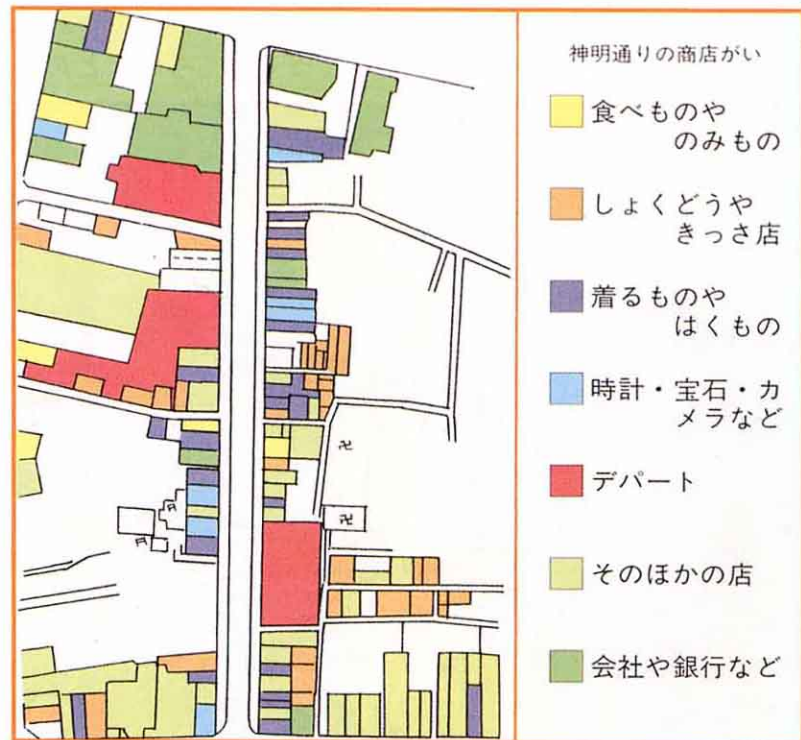 神明通りの商店がい
食べものや
のみもの
しょくどうや
きっさ店
着るものや
はくもの
時計・宝石・カ
メラなど
デパート
そのほかの店
会社や銀行など
卍
卍